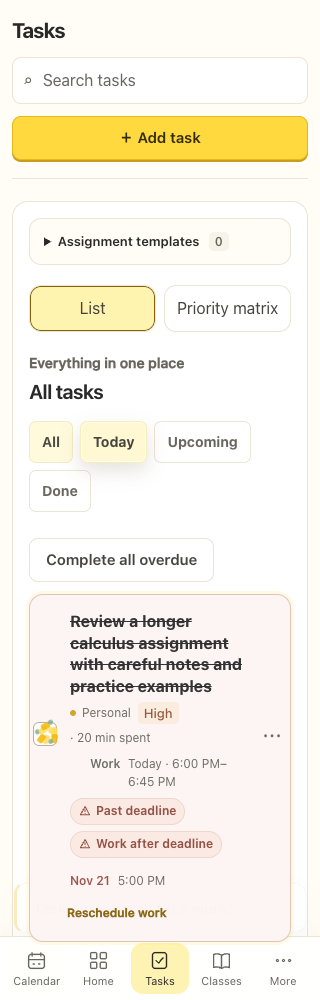 Tasks
Search tasks
+ Add task
Assignment templates 0
List
Priority matrix
Everything in one place
All tasks
All
Today
Upcoming
Done
Complete all overdue
Review a longer
calculus assignment
with careful notes and
practice examples
Personal High
· 20 min spent
Work Today · 6:00 PM–
6:45 PM
Past deadline
Work after deadline
Nov 21 5:00 PM
Reschedule work
Calendar
Home
Tasks
Classes
More